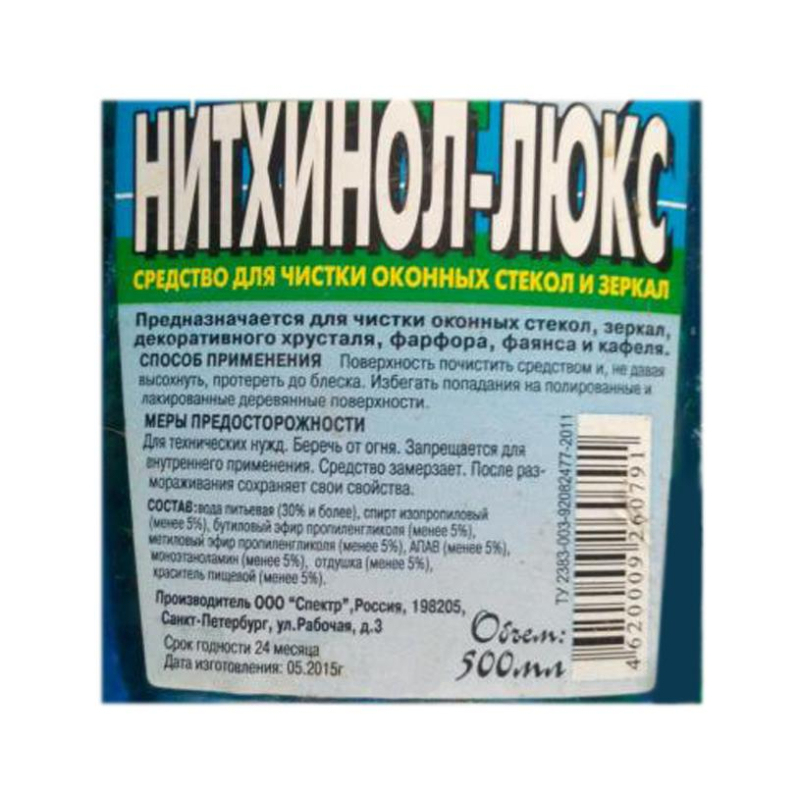 НИТХИНОЛ-ЛЮКС
СРЕДСТВО ДЛЯ ЧИСТКИ ОКОННЫХ СТЕКОЛ И ЗЕРКАЛ
Предназначается для чистки оконных стекол, зеркал,
декоративного хрусталя, фарфора, фаянса и кафеля.
СПОСОБ ПРИМЕНЕНИЯ Поверхность почистить средством и, не давая
высохнуть, протереть до блеска. Избегать попадания на полированные и
лакированные деревянные поверхности.
МЕРЫ ПРЕДОСТОРОЖНОСТИ
Для технических нужд. Беречь от огня. Запрещается для
внутреннего применения. Средство замерзает. После раз-
мораживания сохраняет свои свойства.
СОСТАВ:вода питьевая (30% и более), спирт изопропиловый
(менее 5%), бутиловый эфир пропиленгликоля (менее 5%),
метиловый эфир пропиленгликоля (менее 5%), АПАВ (менее 5%),
моноэтаноламин (менее 5%), отдушка (менее 5%),
краситель пищевой (менее 5%).
Производитель ООО "Спектр",Россия, 198205,
Санкт-Петербург, ул.Рабочая, д.3
Срок годности 24 месяца
Дата изготовления: 05.2015г
Объем:
500мл
ТУ 2383-003-92082477-2011
4620009260791